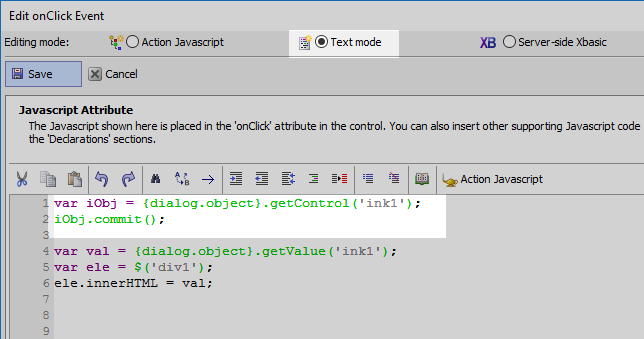 Edit onClick Event
Editing mode: Action Javascript Text mode XB Server-side Xbasic
Save Cancel
Javascript Attribute
The Javascript shown here is placed in the 'onClick' attribute in the control. You can also insert other supporting Javascript code
the 'Declarations' sections.
Action Javascript
1 var iObj = {dialog.object}.getControl('ink1');
2 iObj.commit();
3
4 var val = {dialog.object}.getValue('ink1');
5 var ele = $('div1');
6 ele.innerHTML = val;
7
8
9